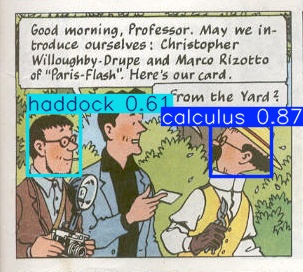 Good morning, Professor. May we in-
troduce ourselves: Christopher
Willoughby-Drupe and Marco Rizotto
of "Paris-Flash". Here's our card.
From the Yard?
haddock 0.61
calculus 0.87